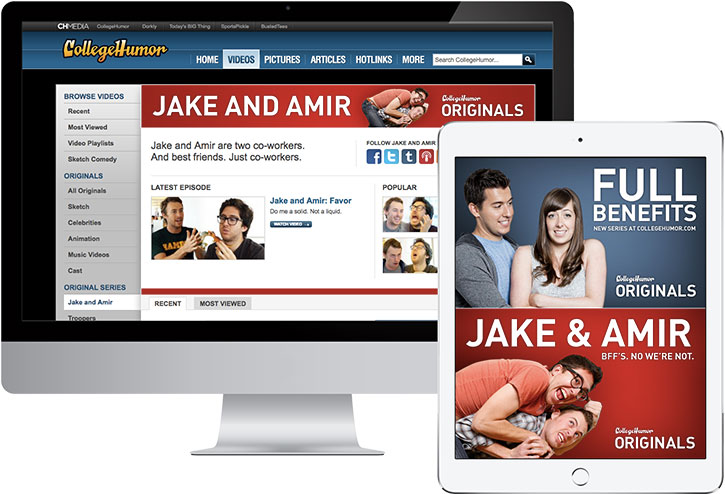 CHMEDIA CollegeHumor Dorkly Today's BIG Thing SportsPickle BustedTees
CollegeHumor
HOME VIDEOS PICTURES ARTICLES HOTLINKS MORE Search CollegeHumor...
BROWSE VIDEOS
Recent
Most Viewed
Video Playlists
Sketch Comedy
ORIGINALS
All Originals
Sketch
Celebrities
Animation
Music Videos
Cast
ORIGINAL SERIES
Jake and Amir
Troopers
JAKE AND AMIR
CollegeHumor
ORIGINALS
Jake and Amir are two co-workers.
And best friends. Just co-workers.
FOLLOW JAKE AND AMIR
LATEST EPISODE
Jake and Amir: Favor
Do me a solid. Not a liquid.
WATCH VIDEO
POPULAR
RECENT MOST VIEWED
FULL
BENEFITS
NEW SERIES AT COLLEGEHUMOR.COM
CollegeHumor
ORIGINALS
JAKE & AMIR
BFF'S. NO WE'RE NOT.
CollegeHumor
ORIGINALS